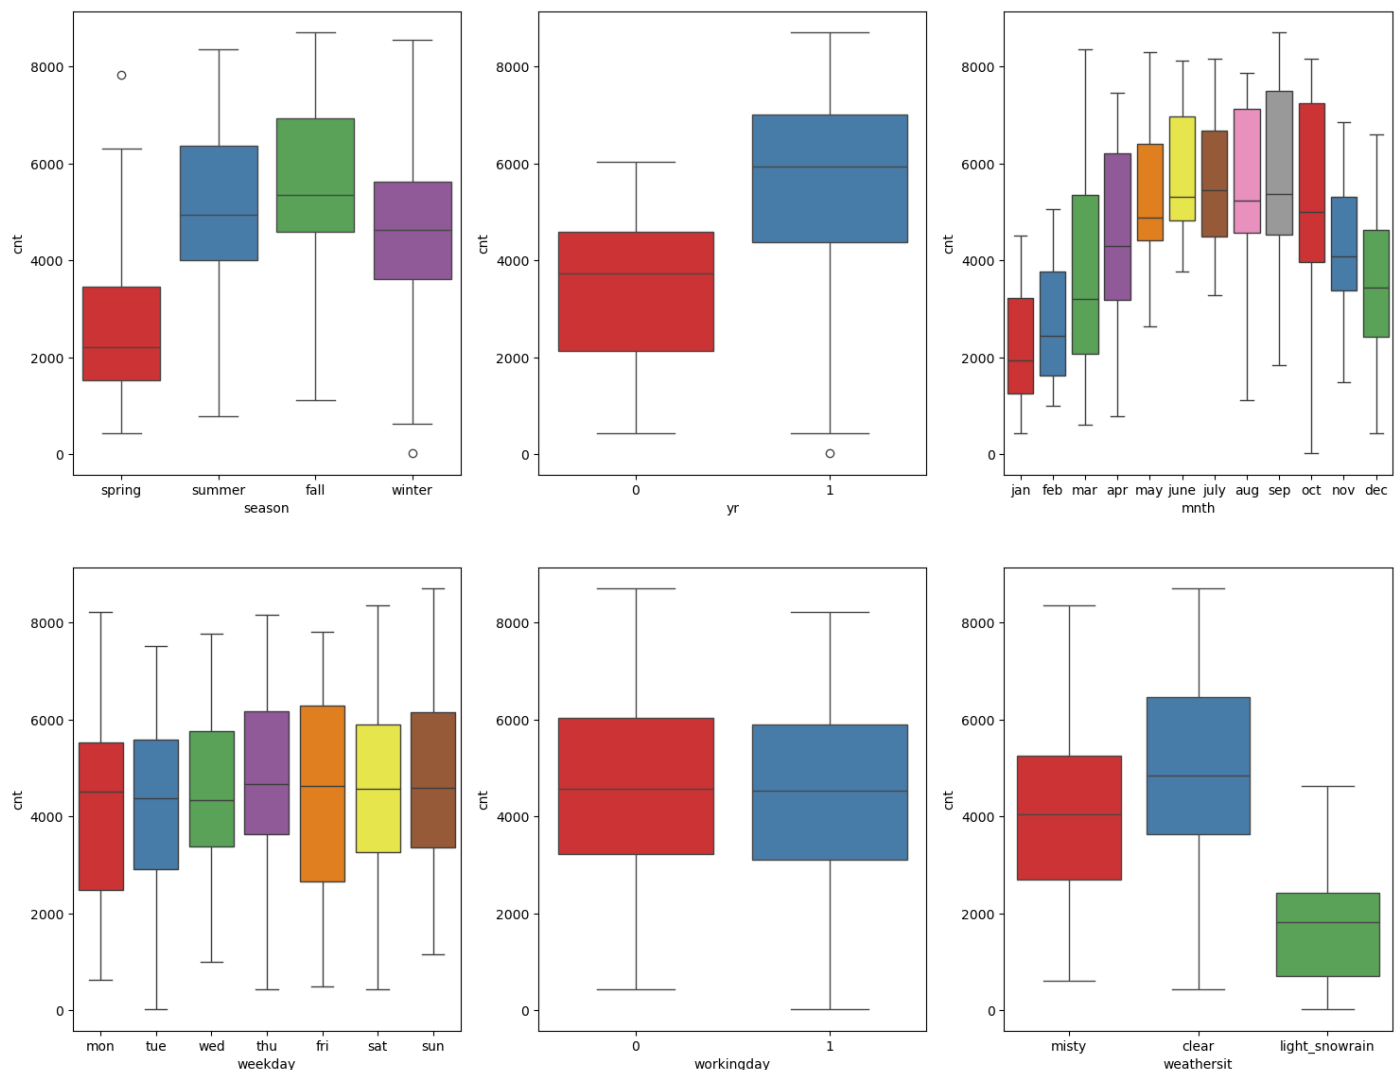 cnt
8000
6000
4000
2000
0
spring summer fall winter
season
cnt
8000
6000
4000
2000
0
0 1
yr
cnt
8000
6000
4000
2000
0
jan feb mar apr may june july aug sep oct nov dec
mnth
cnt
8000
6000
4000
2000
0
mon tue wed thu fri sat sun
weekday
cnt
8000
6000
4000
2000
0
0 1
workingday
cnt
8000
6000
4000
2000
0
misty clear light_snowrain
weathersit